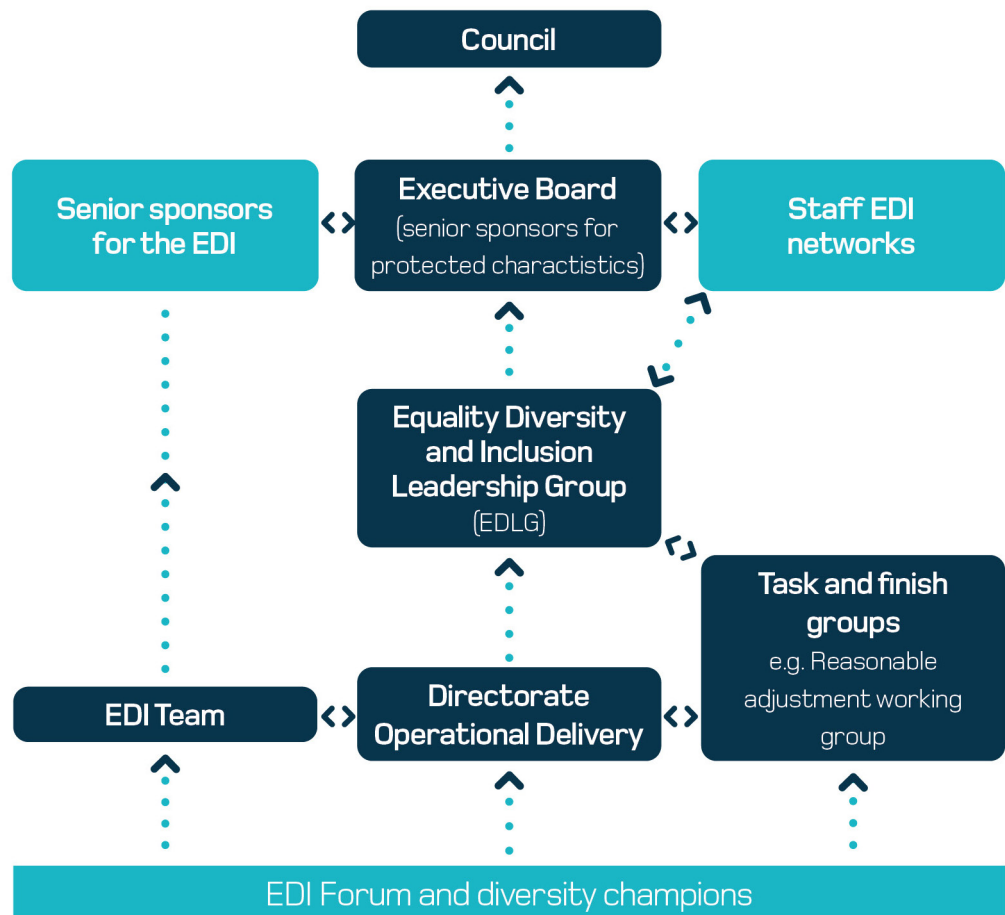 Council
Senior sponsors
for the EDI
Executive Board
(senior sponsors for
protected charactistics)
Staff EDI
networks
Equality Diversity
and Inclusion
Leadership Group
(EDLG)
Task and finish
groups
e.g. Reasonable
adjustment working
group
EDI Team
Directorate
Operational Delivery
EDI Forum and diversity champions